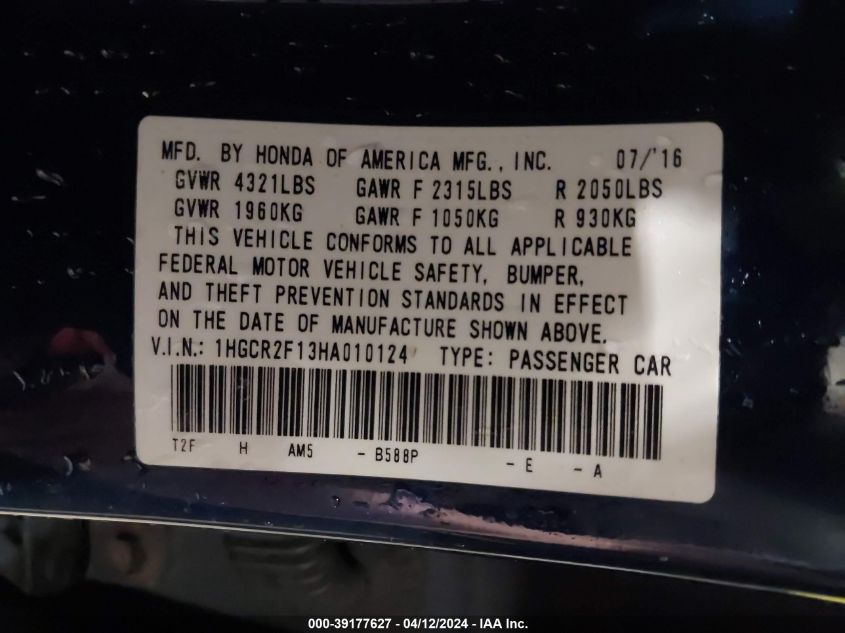 MFD. BY HONDA OF AMERICA MFG., INC. 07/'16
GVWR 4321LBS GAWR F 2315LBS R 2050LBS
GVWR 1960KG GAWR F 1050KG R 930KG
THIS VEHICLE CONFORMS TO ALL APPLICABLE
FEDERAL MOTOR VEHICLE SAFETY, BUMPER,
AND THEFT PREVENTION STANDARDS IN EFFECT
ON THE DATE OF MANUFACTURE SHOWN ABOVE.
V.I.N.: 1HGCR2F13HA010124 TYPE: PASSENGER CAR
T2F H AM5 - B588P - E - A
000-39177627 - 04/12/2024 - IAA Inc.